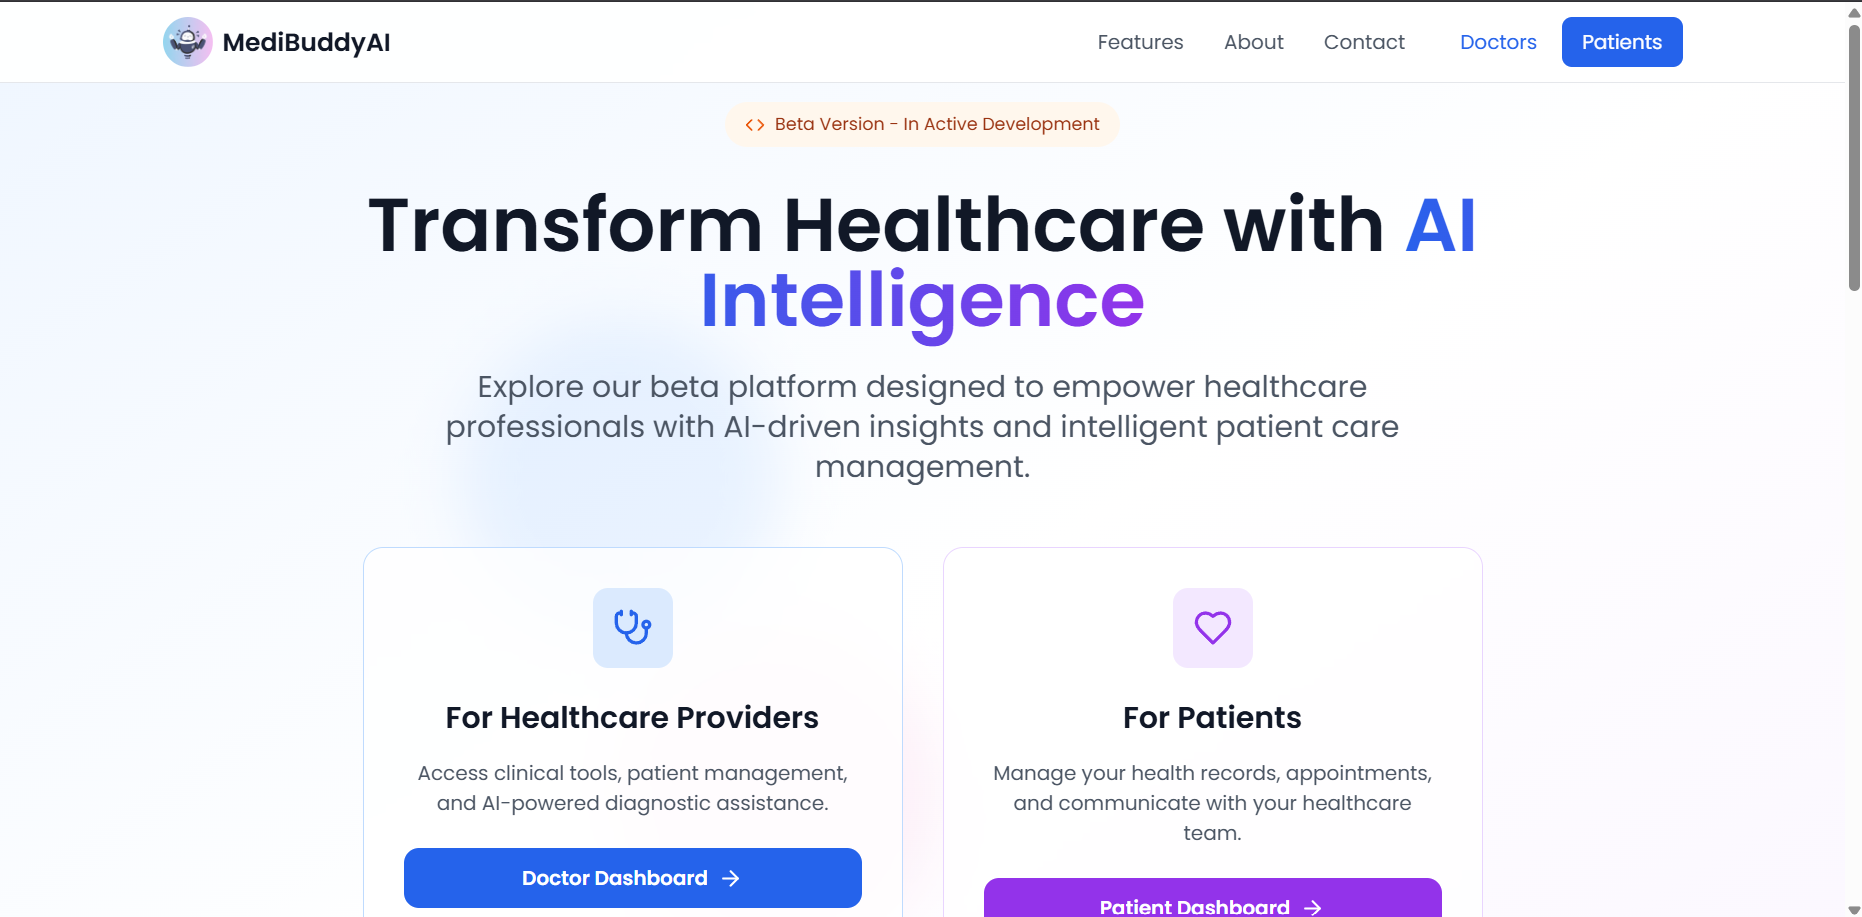 MediBuddyAI
Features
About
Contact
Doctors
Patients
Beta Version - In Active Development
Transform Healthcare with AI
Intelligence
Explore our beta platform designed to empower healthcare
professionals with AI-driven insights and intelligent patient care
management.
For Healthcare Providers
Access clinical tools, patient management,
and AI-powered diagnostic assistance.
Doctor Dashboard
For Patients
Manage your health records, appointments,
and communicate with your healthcare
team.
Patient Dashboard